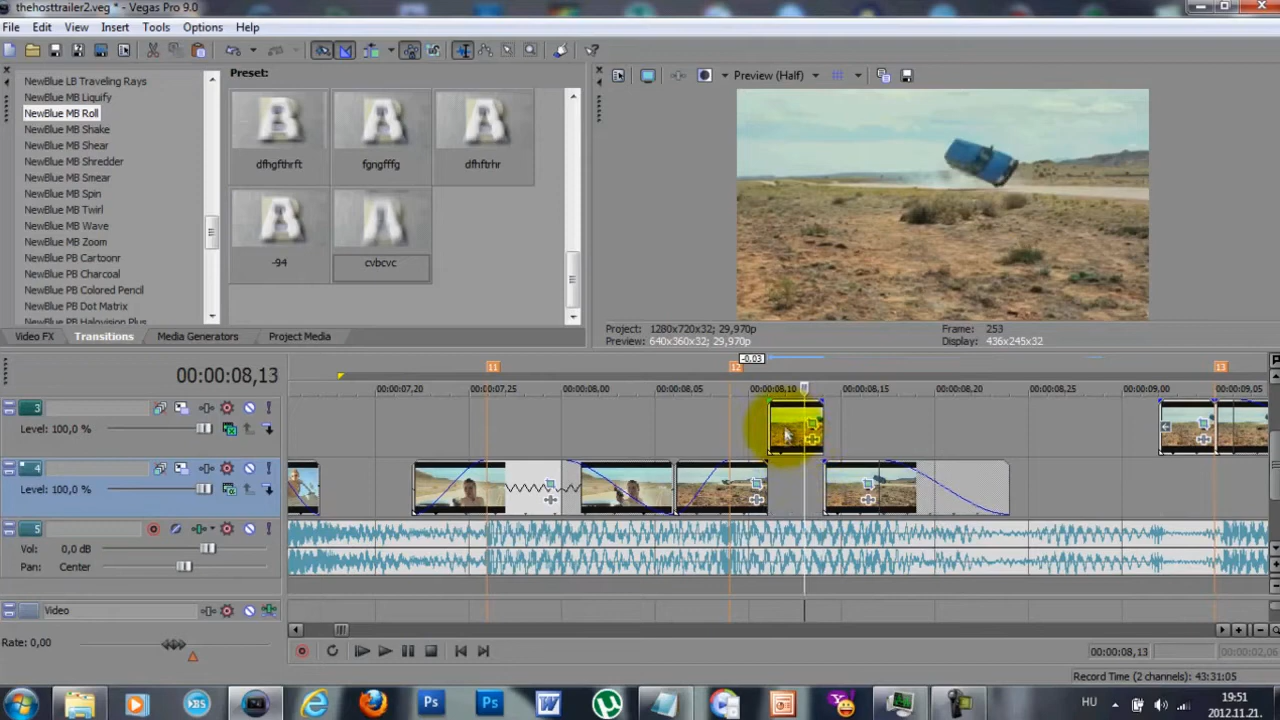 thehosttrailer2.veg * - Vegas Pro 9.0
File Edit View Insert Tools Options Help
NewBlue LB Traveling Rays
NewBlue MB Liquify
NewBlue MB Roll
NewBlue MB Shake
NewBlue MB Shear
NewBlue MB Shredder
NewBlue MB Smear
NewBlue MB Spin
NewBlue MB Twirl
NewBlue MB Wave
NewBlue MB Zoom
NewBlue PB Cartoonr
NewBlue PB Charcoal
NewBlue PB Colored Pencil
NewBlue PB Dot Matrix
NewBlue PB Halovision Plus
Preset:
dfhgfthrft fgngfffg dfhftrhr
-94 cvbcvc
Video FX Transitions Media Generators Project Media
Preview (Half)
Project: 1280x720x32; 29,970p
Preview: 640x360x32; 29,970p
Frame: 253
Display: 436x245x32
-0.03
00:00:08,13
11 12 13
00:00:07,20 00:00:07,25 00:00:08,00 00:00:08,05 00:00:08,10 00:00:08,15 00:00:08,20 00:00:08,25 00:00:09,00 00:00:09,05
3
Level: 100,0 %
4
Level: 100,0 %
5
Vol: 0,0 dB
Pan: Center
Video
Rate: 0,00
00:00:08,13 00:00:02,06
Record Time (2 channels): 43:31:05
HU
19:51
2012.11.21.